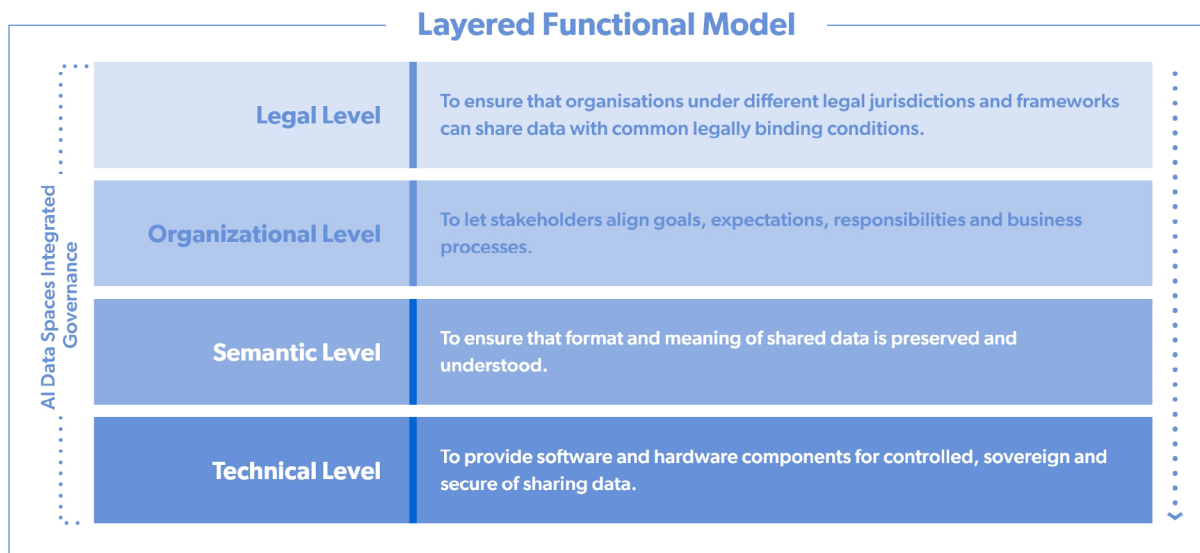 Layered Functional Model
AI Data Spaces Integrated
Governance
Legal Level
To ensure that organisations under different legal jurisdictions and frameworks
can share data with common legally binding conditions.
Organizational Level
To let stakeholders align goals, expectations, responsibilities and business
processes.
Semantic Level
To ensure that format and meaning of shared data is preserved and
understood.
Technical Level
To provide software and hardware components for controlled, sovereign and
secure of sharing data.